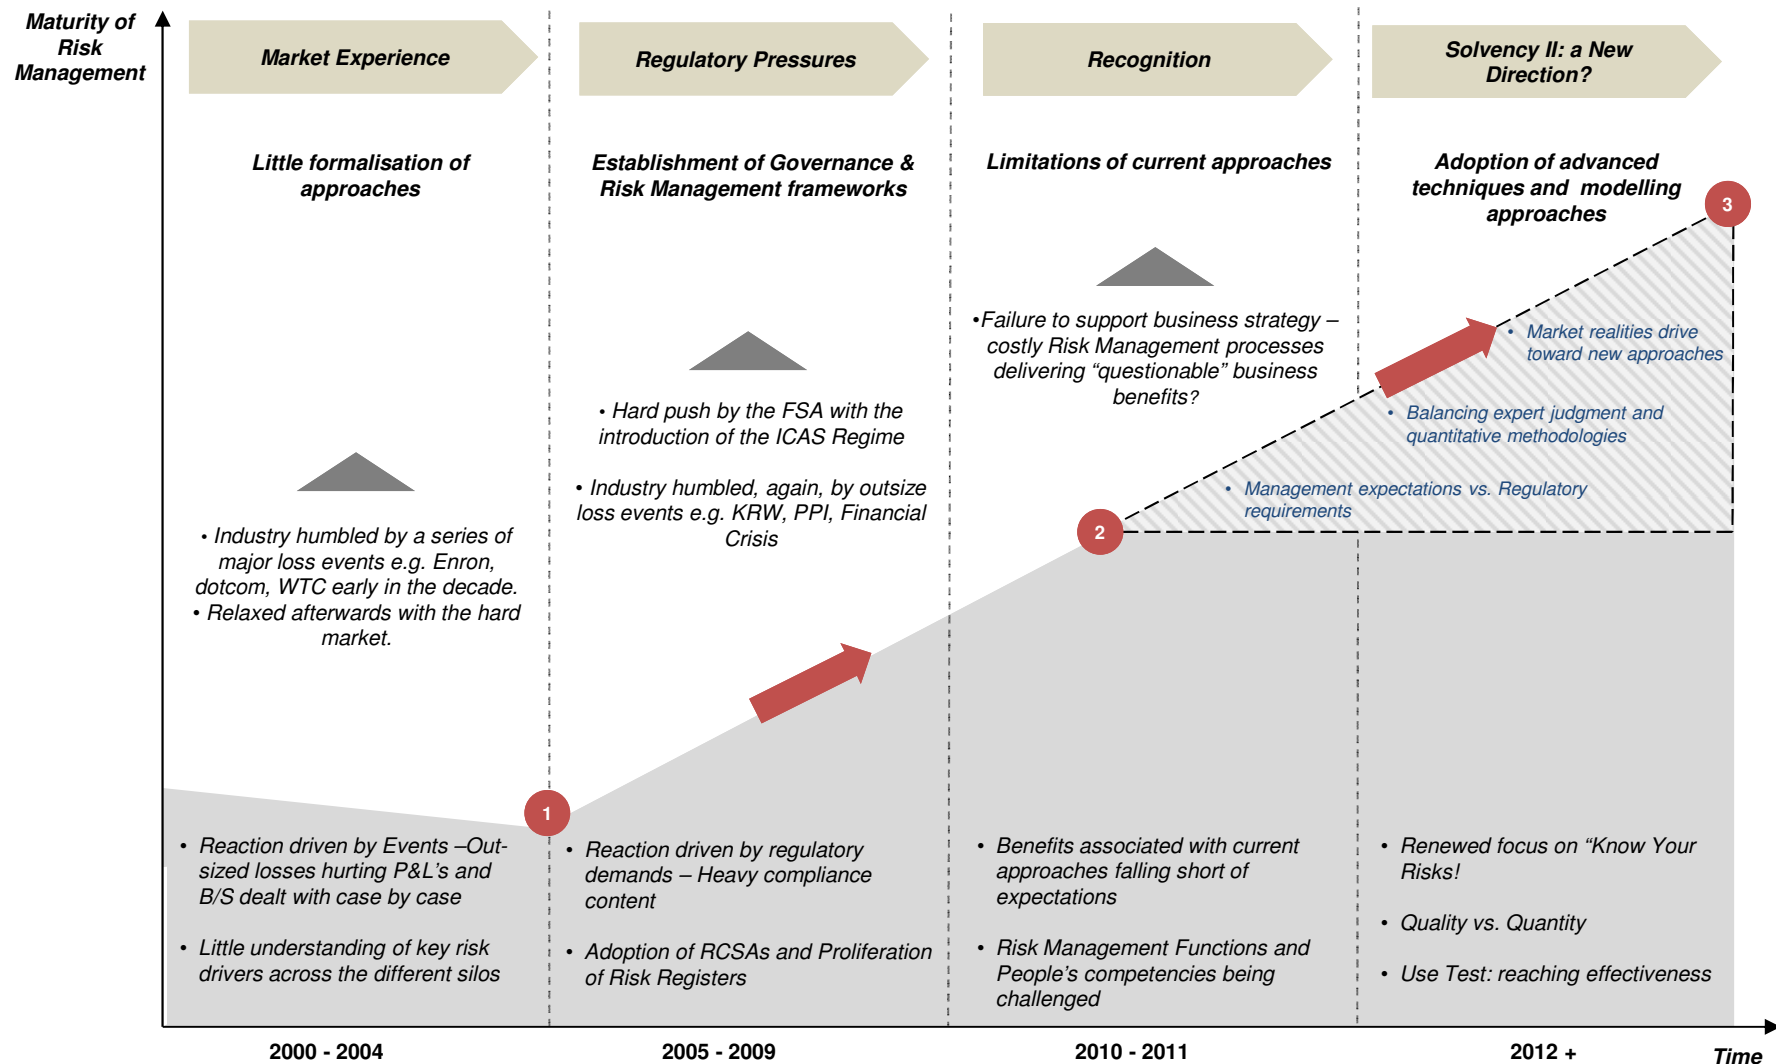 Maturity of
Risk
Management
Market Experience
Regulatory Pressures
Recognition
Solvency II: a New
Direction?
Little formalisation of
approaches
Establishment of Governance &
Risk Management frameworks
Limitations of current approaches
Adoption of advanced
techniques and modelling
approaches
3
•Failure to support business strategy –
costly Risk Management processes
delivering “questionable” business
benefits?
• Market realities drive
toward new approaches
• Hard push by the FSA with the
introduction of the ICAS Regime
• Balancing expert judgment and
quantitative methodologies
• Industry humbled, again, by outsize
loss events e.g. KRW, PPI, Financial
Crisis
• Management expectations vs. Regulatory
requirements
2
• Industry humbled by a series of
major loss events e.g. Enron,
dotcom, WTC early in the decade.
• Relaxed afterwards with the hard
market.
1
• Reaction driven by Events –Out-
sized losses hurting P&L's and
B/S dealt with case by case
• Little understanding of key risk
drivers across the different silos
• Reaction driven by regulatory
demands – Heavy compliance
content
• Adoption of RCSAs and Proliferation
of Risk Registers
• Benefits associated with current
approaches falling short of
expectations
• Risk Management Functions and
People's competencies being
challenged
• Renewed focus on “Know Your
Risks!
• Quality vs. Quantity
• Use Test: reaching effectiveness
2000 - 2004
2005 - 2009
2010 - 2011
2012 +
Time